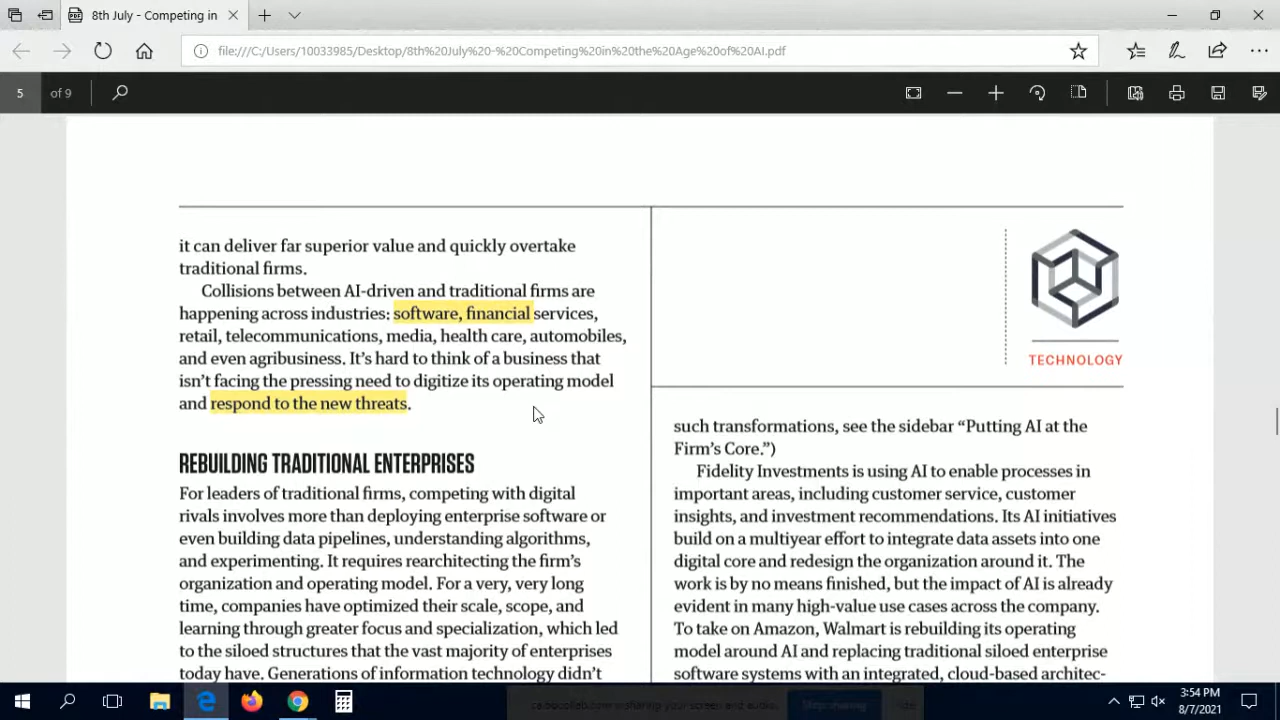 8th July - Competing in
file:///C:/Users/10033985/Desktop/8th%20July%20-%20Competing%20in%20the%20Age%20of%20AI.pdf
5 of 9
it can deliver far superior value and quickly overtake
traditional firms.
Collisions between AI-driven and traditional firms are
happening across industries: software, financial services,
retail, telecommunications, media, health care, automobiles,
and even agribusiness. It's hard to think of a business that
isn't facing the pressing need to digitize its operating model
and respond to the new threats.
REBUILDING TRADITIONAL ENTERPRISES
For leaders of traditional firms, competing with digital
rivals involves more than deploying enterprise software or
even building data pipelines, understanding algorithms,
and experimenting. It requires rearchitecting the firm's
organization and operating model. For a very, very long
time, companies have optimized their scale, scope, and
learning through greater focus and specialization, which led
to the siloed structures that the vast majority of enterprises
today have. Generations of information technology didn't
TECHNOLOGY
such transformations, see the sidebar “Putting AI at the
Firm's Core.”)
Fidelity Investments is using AI to enable processes in
important areas, including customer service, customer
insights, and investment recommendations. Its AI initiatives
build on a multiyear effort to integrate data assets into one
digital core and redesign the organization around it. The
work is by no means finished, but the impact of AI is already
evident in many high-value use cases across the company.
To take on Amazon, Walmart is rebuilding its operating
model around AI and replacing traditional siloed enterprise
software systems with an integrated, cloud-based architec-
is sharing your screen and audio.
Stop sharing
Hide
3:54 PM
8/7/2021